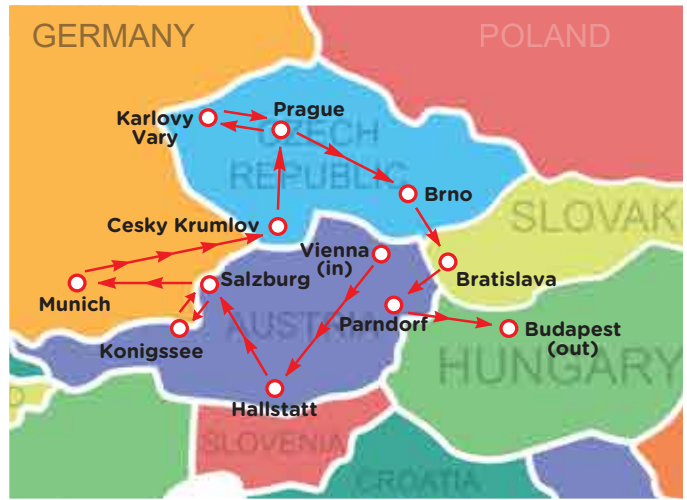 GERMANY
POLAND
Karlovy
Vary
Prague
CZECH
REPUBLIC
Brno
Cesky Krumlov
SLOVAK
Vienna
(in)
Bratislava
Salzburg
Munich
AUSTRIA
Parndorf
Budapest
(out)
Konigssee
HUNGARY
Hallstatt
SLOVENIA
CROATIA